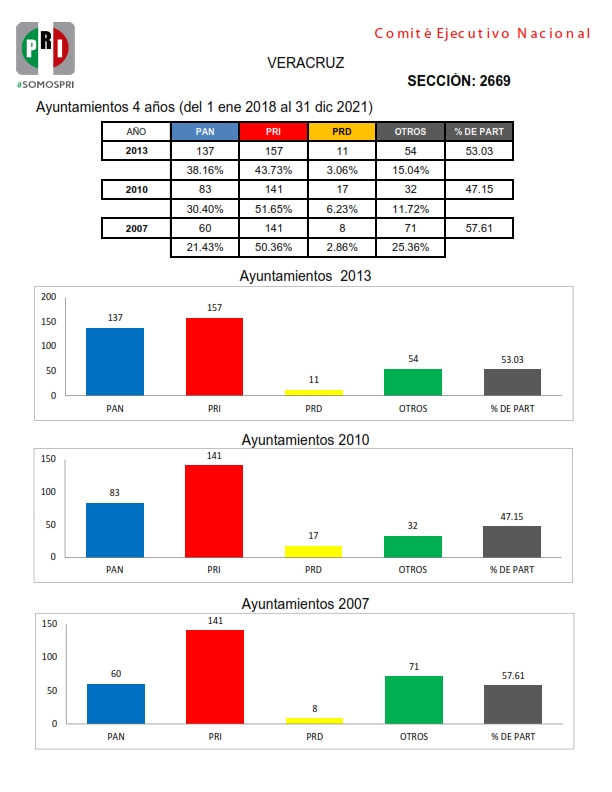 Comité Ejecutivo Nacional
PRI
#SOMOSPRI
VERACRUZ
SECCIÓN: 2669
Ayuntamientos 4 años (del 1 ene 2018 al 31 dic 2021)
AÑO PAN PRI PRD OTROS % DE PART
2013 137 157 11 54 53.03
38.16% 43.73% 3.06% 15.04%
2010 83 141 17 32 47.15
30.40% 51.65% 6.23% 11.72%
2007 60 141 8 71 57.61
21.43% 50.36% 2.86% 25.36%
Ayuntamientos 2013
200
150
100
50
0
137 157 11 54 53.03
PAN PRI PRD OTROS % DE PART
Ayuntamientos 2010
150
100
50
0
83 141 17 32 47.15
PAN PRI PRD OTROS % DE PART
Ayuntamientos 2007
150
100
50
0
60 141 8 71 57.61
PAN PRI PRD OTROS % DE PART